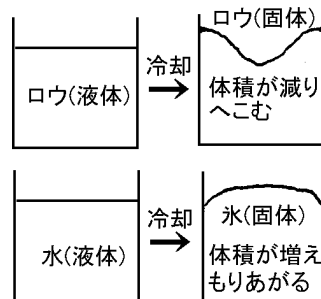 ロウ(液体)
冷却
ロウ(固体)
体積が減り
へこむ
水(液体)
冷却
氷(固体)
体積が増え
もりあがる